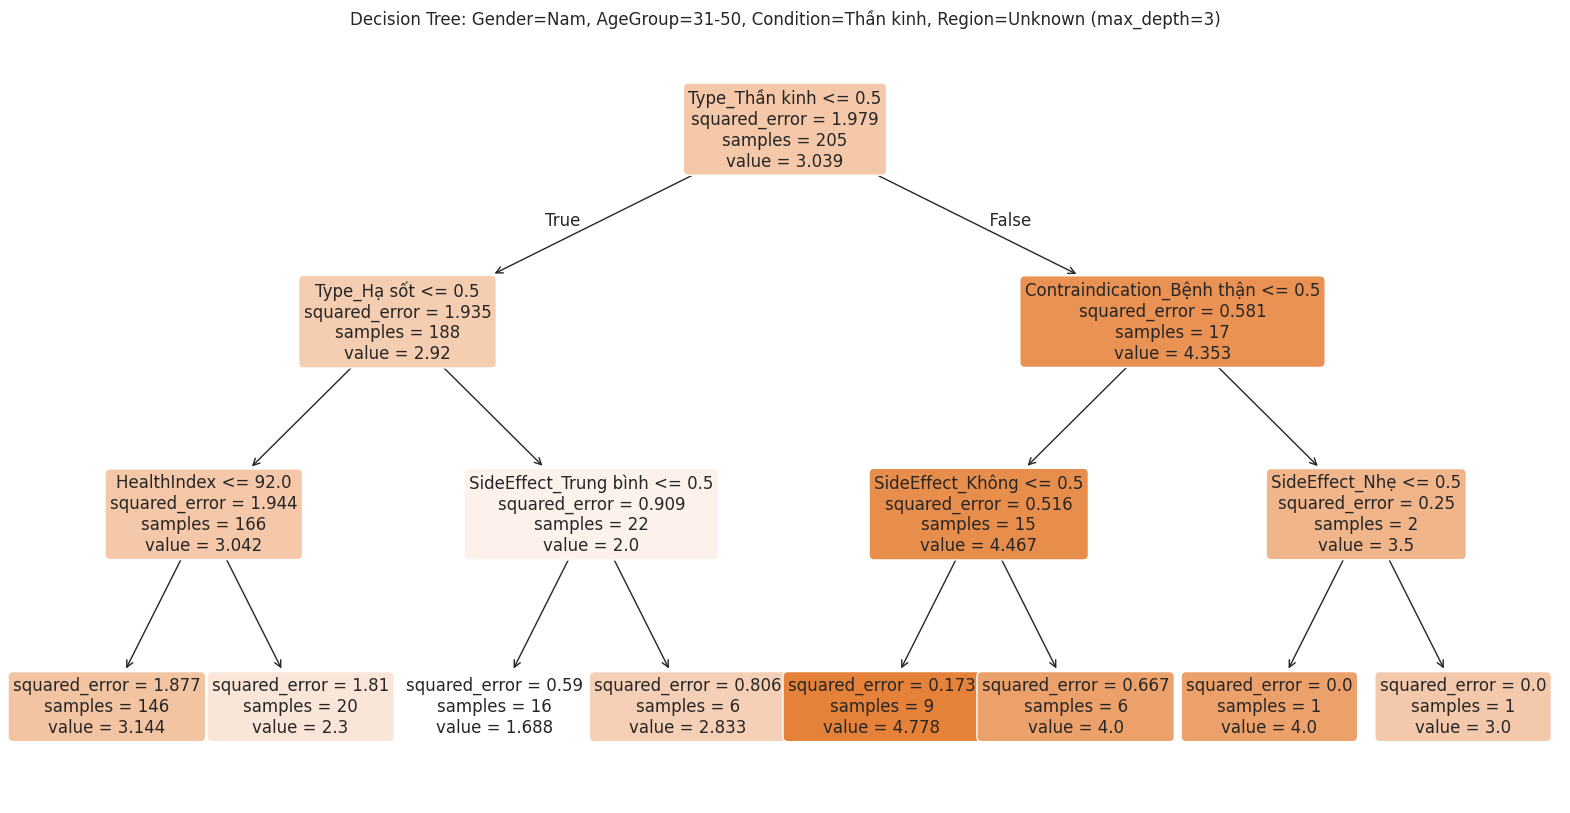 Decision Tree: Gender=Nam, AgeGroup=31-50, Condition=Thần kinh, Region=Unknown (max_depth=3)
Type_Thần kinh <= 0.5
squared_error = 1.979
samples = 205
value = 3.039
True
False
Type_Hạ sốt <= 0.5
squared_error = 1.935
samples = 188
value = 2.92
Contraindication_Bệnh thận <= 0.5
squared_error = 0.581
samples = 17
value = 4.353
HealthIndex <= 92.0
squared_error = 1.944
samples = 166
value = 3.042
SideEffect_Trung bình <= 0.5
squared_error = 0.909
samples = 22
value = 2.0
SideEffect_Không <= 0.5
squared_error = 0.516
samples = 15
value = 4.467
SideEffect_Nhẹ <= 0.5
squared_error = 0.25
samples = 2
value = 3.5
squared_error = 1.877
samples = 146
value = 3.144
squared_error = 1.81
samples = 20
value = 2.3
squared_error = 0.59
samples = 16
value = 1.688
squared_error = 0.806
samples = 6
value = 2.833
squared_error = 0.173
samples = 9
value = 4.778
squared_error = 0.667
samples = 6
value = 4.0
squared_error = 0.0
samples = 1
value = 4.0
squared_error = 0.0
samples = 1
value = 3.0